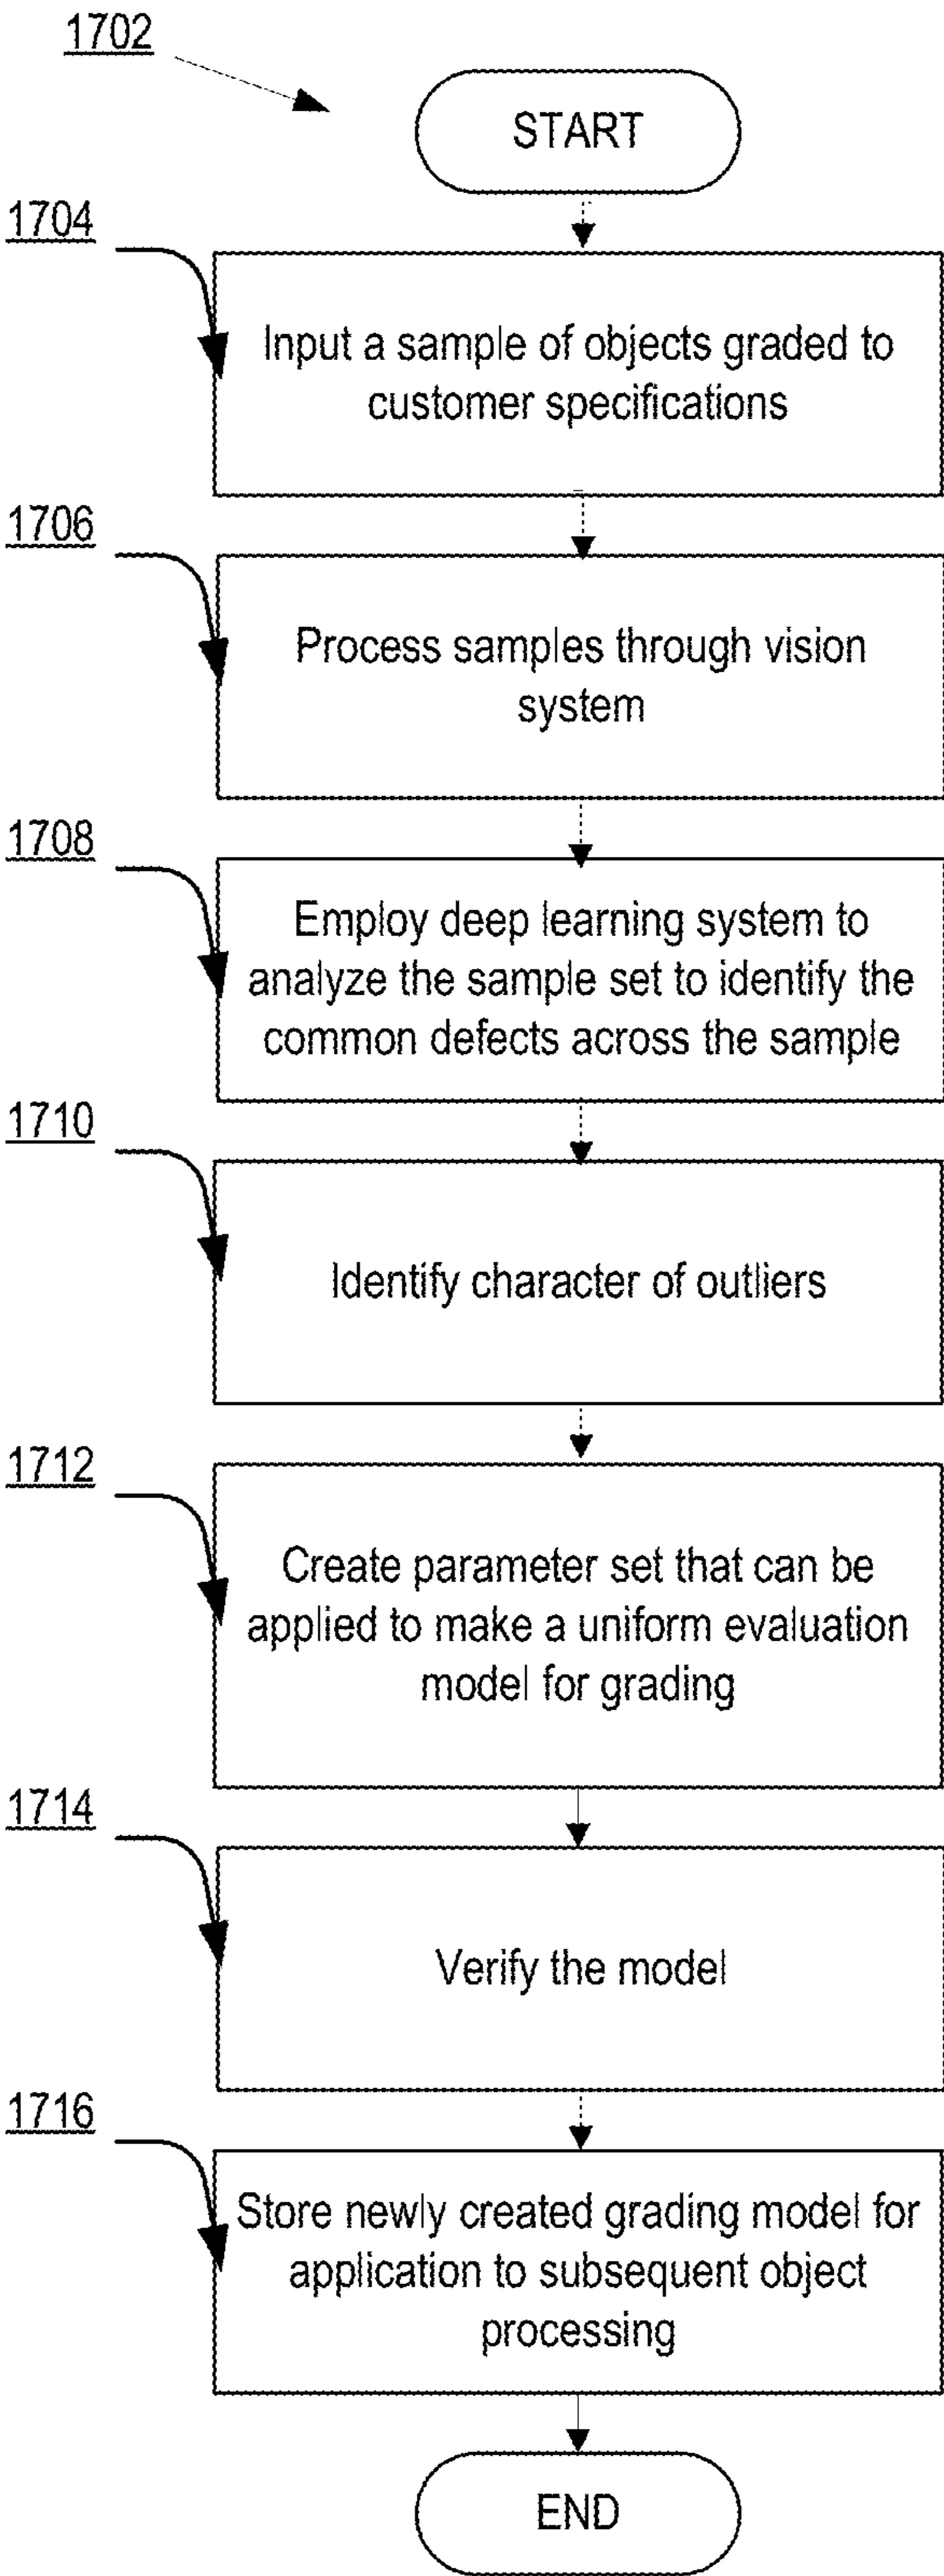 1702
START
1704
Input a sample of objects graded to
customer specifications
1706
Process samples through vision
system
1708
Employ deep learning system to
analyze the sample set to identify the
common defects across the sample
1710
Identify character of outliers
1712
Create parameter set that can be
applied to make a uniform evaluation
model for grading
1714
Verify the model
1716
Store newly created grading model for
application to subsequent object
processing
END